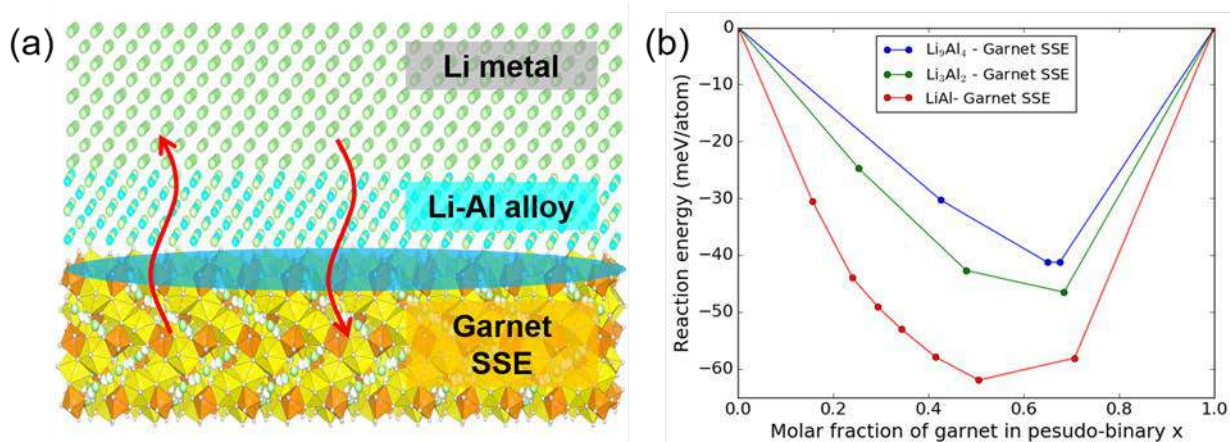 (a)
Li metal
Li-Al alloy
Garnet
SSE
(b)
Reaction energy (meV/atom)
0
−10
−20
−30
−40
−50
−60
Li₉Al₄ - Garnet SSE
Li₃Al₂ - Garnet SSE
LiAl- Garnet SSE
0.0 0.2 0.4 0.6 0.8 1.0
Molar fraction of garnet in pesudo-binary x